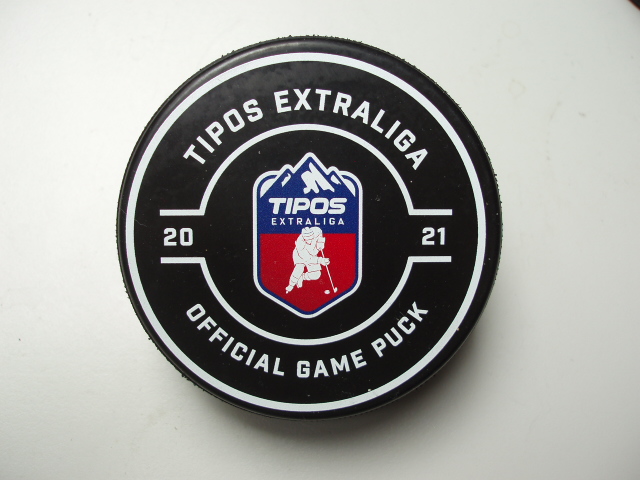 TIPOS EXTRALIGA
TIPOS
EXTRALIGA
20 21
OFFICIAL GAME PUCK